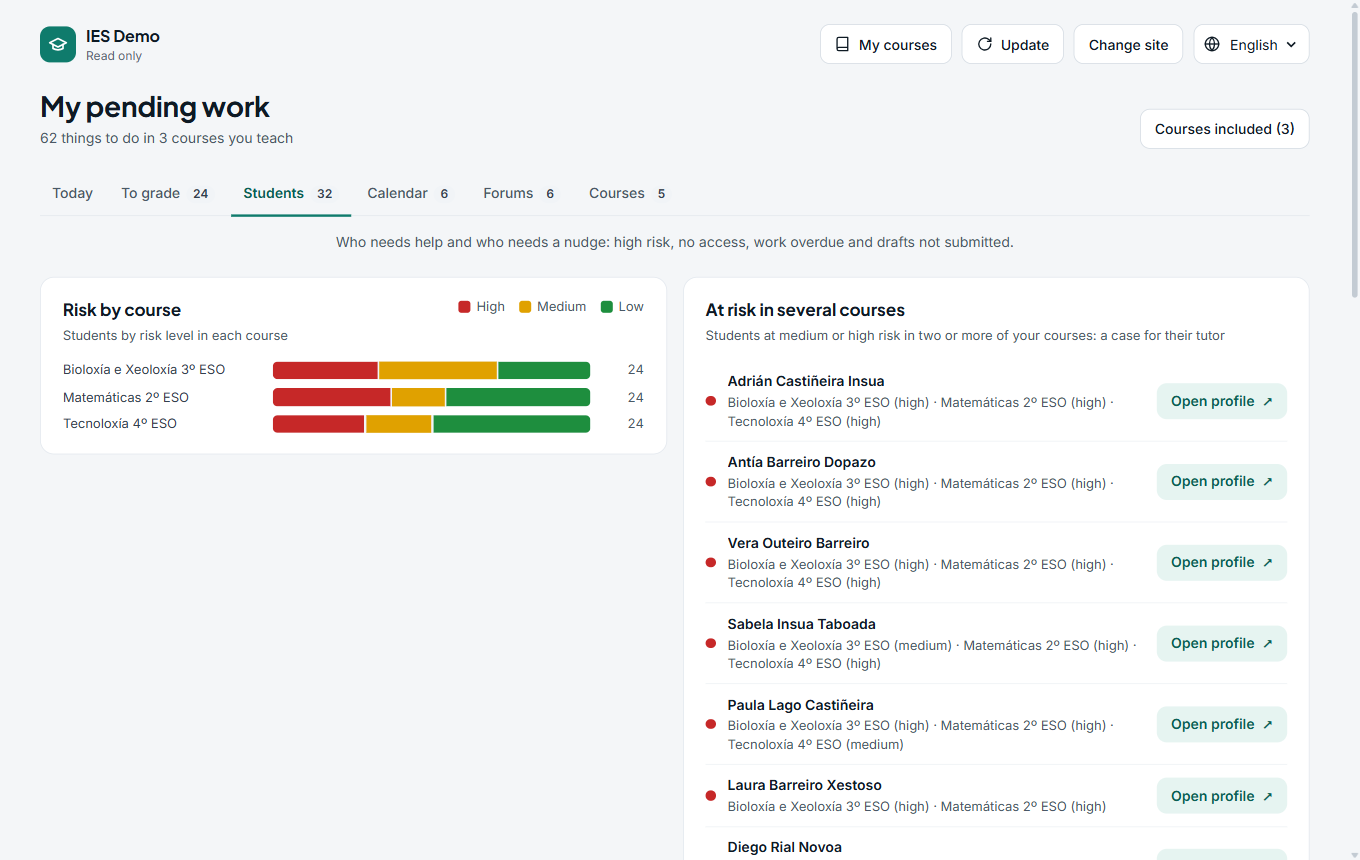 IES Demo
Read only
My courses
Update
Change site
English
My pending work
62 things to do in 3 courses you teach
Courses included (3)
Today
To grade 24
Students 32
Calendar 6
Forums 6
Courses 5
Who needs help and who needs a nudge: high risk, no access, work overdue and drafts not submitted.
Risk by course
High
Medium
Low
Students by risk level in each course
Bioloxía e Xeoloxía 3º ESO 24
Matemáticas 2º ESO 24
Tecnoloxía 4º ESO 24
At risk in several courses
Students at medium or high risk in two or more of your courses: a case for their tutor
Adrián Castiñeira Insua
Bioloxía e Xeoloxía 3º ESO (high) · Matemáticas 2º ESO (high) ·
Tecnoloxía 4º ESO (high)
Open profile ↗
Antía Barreiro Dopazo
Bioloxía e Xeoloxía 3º ESO (high) · Matemáticas 2º ESO (high) ·
Tecnoloxía 4º ESO (high)
Open profile ↗
Vera Outeiro Barreiro
Bioloxía e Xeoloxía 3º ESO (high) · Matemáticas 2º ESO (high) ·
Tecnoloxía 4º ESO (high)
Open profile ↗
Sabela Insua Taboada
Bioloxía e Xeoloxía 3º ESO (medium) · Matemáticas 2º ESO (high) ·
Tecnoloxía 4º ESO (high)
Open profile ↗
Paula Lago Castiñeira
Bioloxía e Xeoloxía 3º ESO (high) · Matemáticas 2º ESO (high) ·
Tecnoloxía 4º ESO (medium)
Open profile ↗
Laura Barreiro Xestoso
Bioloxía e Xeoloxía 3º ESO (high) · Matemáticas 2º ESO (high)
Open profile ↗
Diego Rial Novoa